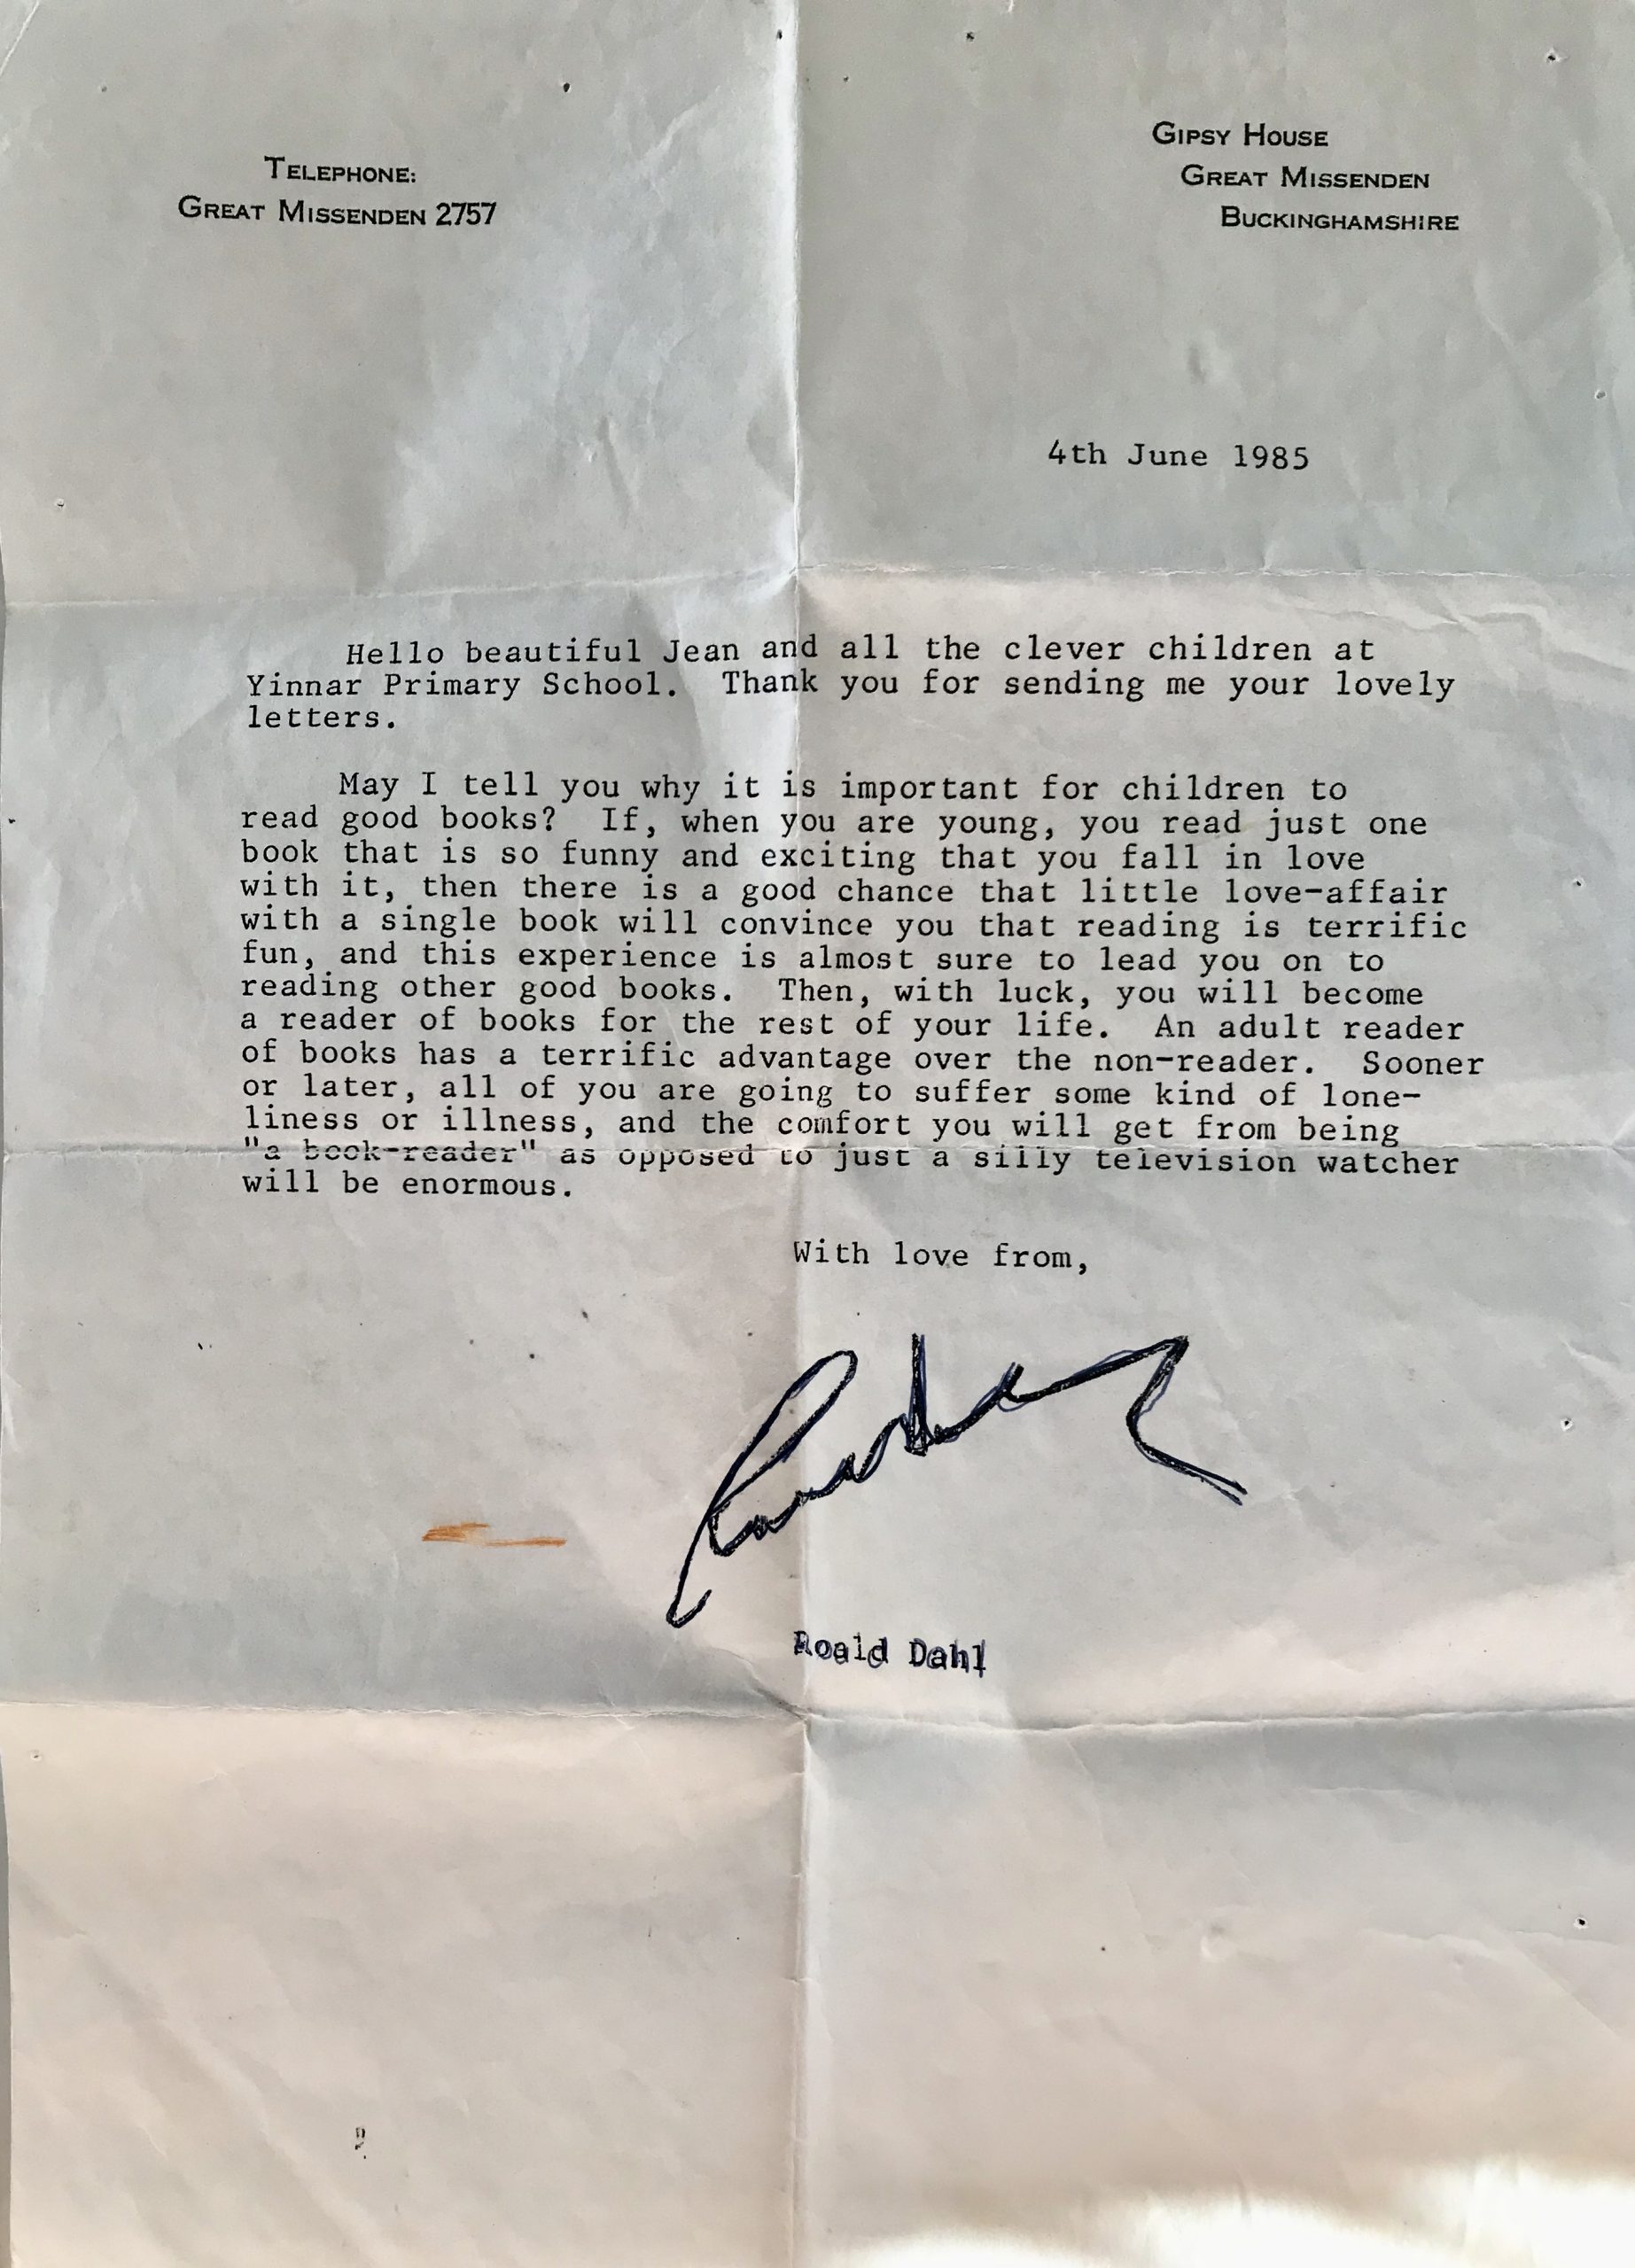 TELEPHONE:
GREAT MISSENDEN 2757
GIPSY HOUSE
GREAT MISSENDEN
BUCKINGHAMSHIRE
4th June 1985
Hello beautiful Jean and all the clever children at
Yinnar Primary School. Thank you for sending me your lovely
letters.
May I tell you why it is important for children to
read good books? If, when you are young, you read just one
book that is so funny and exciting that you fall in love
with it, then there is a good chance that little love-affair
with a single book will convince you that reading is terrific
fun, and this experience is almost sure to lead you on to
reading other good books. Then, with luck, you will become
a reader of books for the rest of your life. An adult reader
of books has a terrific advantage over the non-reader. Sooner
or later, all of you are going to suffer some kind of lone-
liness or illness, and the comfort you will get from being
"a book-reader" as opposed to just a silly television watcher
will be enormous.
With love from,
Roald Dahl